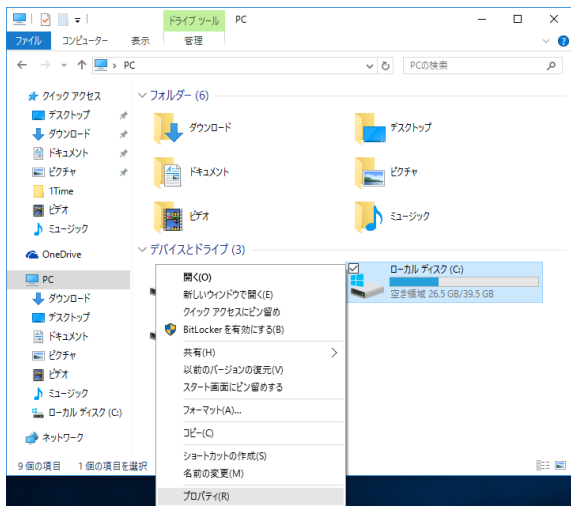 ドライブ ツール
PC
ファイル
コンピューター
表示
管理
PC
PCの検索
クイック アクセス
デスクトップ
ダウンロード
ドキュメント
ピクチャ
1Time
ビデオ
ミュージック
OneDrive
PC
ダウンロード
デスクトップ
ドキュメント
ピクチャ
ビデオ
ミュージック
ローカル ディスク (C:)
ネットワーク
フォルダー (6)
ダウンロード
デスクトップ
ドキュメント
ピクチャ
ビデオ
ミュージック
デバイスとドライブ (3)
ローカル ディスク (C:)
空き領域 26.5 GB/39.5 GB
開く(O)
新しいウィンドウで開く(E)
クイック アクセスにピン留め
BitLocker を有効にする(B)
共有(H)
以前のバージョンの復元(V)
スタート画面にピン留めする
フォーマット(A)...
コピー(C)
ショートカットの作成(S)
名前の変更(M)
プロパティ(R)
9 個の項目
1 個の項目を選択